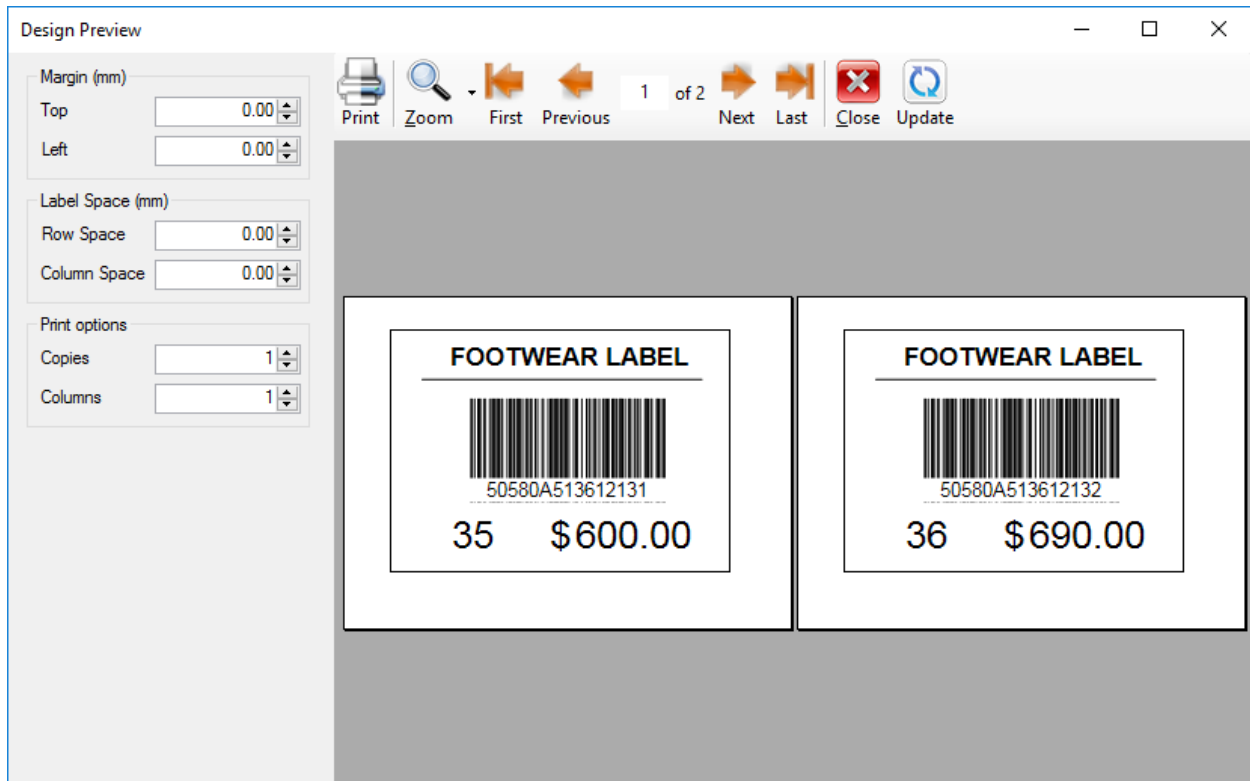 Design Preview
Margin (mm)
Top 0.00
Left 0.00
Label Space (mm)
Row Space 0.00
Column Space 0.00
Print options
Copies 1
Columns 1
Print Zoom First Previous 1 of 2 Next Last Close Update
FOOTWEAR LABEL
50580A513612131
35 $600.00
FOOTWEAR LABEL
50580A513612132
36 $690.00